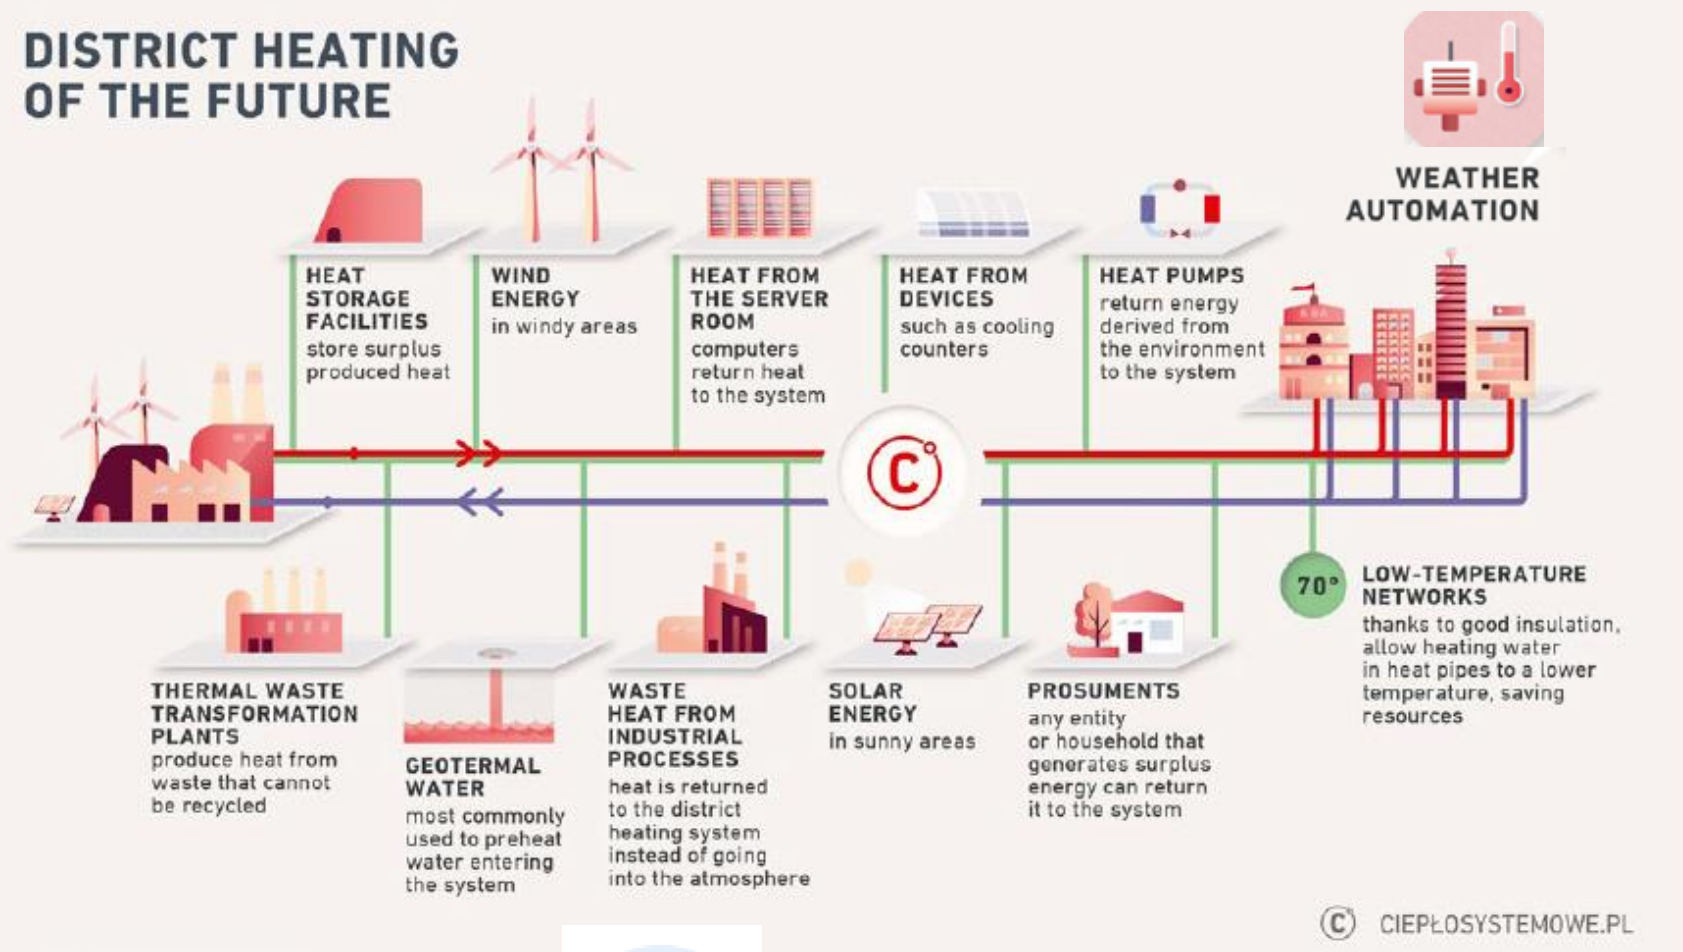 DISTRICT HEATING
OF THE FUTURE
WEATHER
AUTOMATION
HEAT
STORAGE
FACILITIES
store surplus
produced heat
WIND
ENERGY
in windy areas
HEAT FROM
THE SERVER
ROOM
computers
return heat
to the system
HEAT FROM
DEVICES
such as cooling
counters
HEAT PUMPS
return energy
derived from
the environment
to the system
C°
70°
LOW-TEMPERATURE
NETWORKS
thanks to good insulation,
allow heating water
in heat pipes to a lower
temperature, saving
resources
THERMAL WASTE
TRANSFORMATION
PLANTS
produce heat from
waste that cannot
be recycled
GEOTERMAL
WATER
most commonly
used to preheat
water entering
the system
WASTE
HEAT FROM
INDUSTRIAL
PROCESSES
heat is returned
to the district
heating system
instead of going
into the atmosphere
SOLAR
ENERGY
in sunny areas
PROSUMENTS
any entity
or household that
generates surplus
energy can return
it to the system
C° CIEPŁOSYSTEMOWE.PL